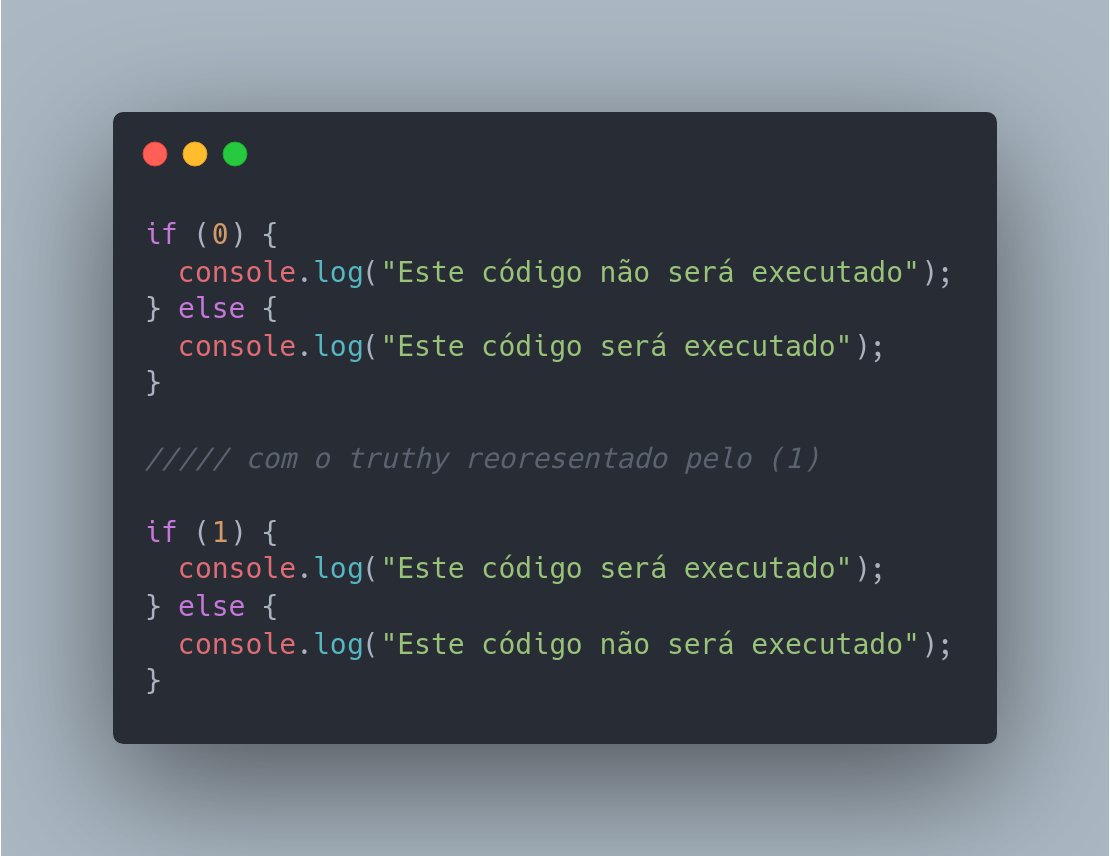 if (0) {
  console.log("Este código não será executado");
} else {
  console.log("Este código será executado");
}

///// com o truthy reoresentado pelo (1)

if (1) {
  console.log("Este código será executado");
} else {
  console.log("Este código não será executado");
}